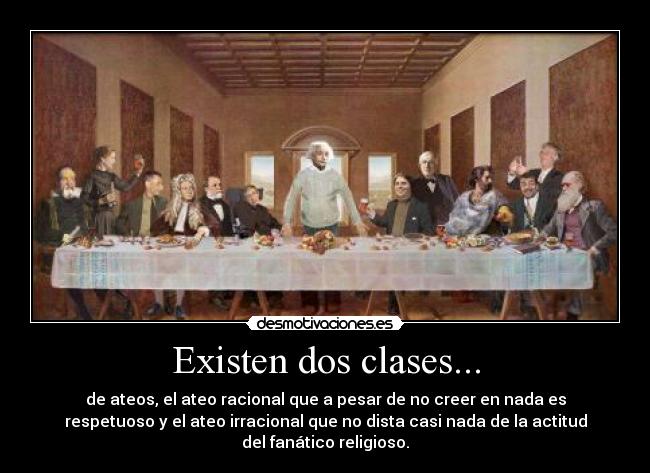 desmotivaciones.es
Existen dos clases...
de ateos, el ateo racional que a pesar de no creer en nada es
respetuoso y el ateo irracional que no dista casi nada de la actitud
del fanático religioso.